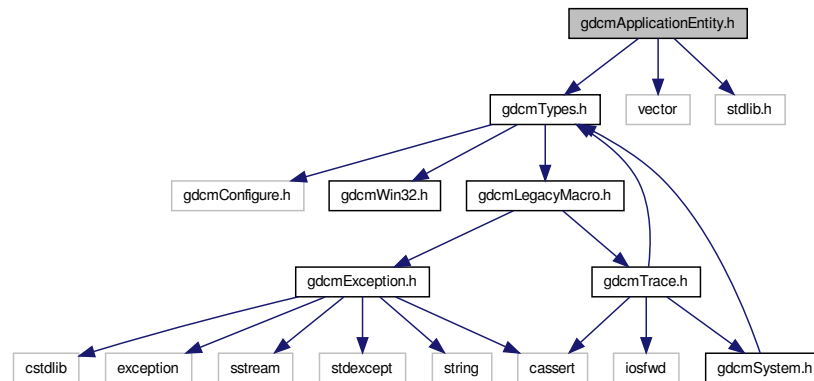 gdcmApplicationEntity.h
gdcmTypes.h
vector
stdlib.h
gdcmConfigure.h
gdcmWin32.h
gdcmLegacyMacro.h
gdcmException.h
gdcmTrace.h
cstdlib
exception
sstream
stdexcept
string
cassert
iosfwd
gdcmSystem.h